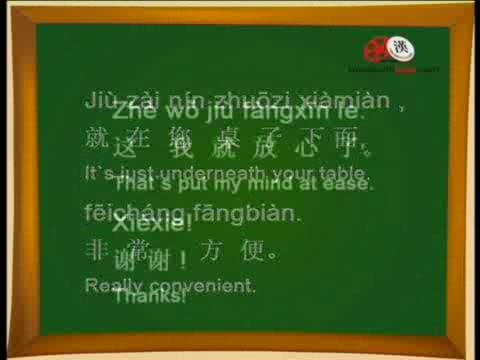 漢
Jiù zài nín zhuōzi xiàmiàn,
Zhè wǒ jiù fàngxīn le.
就 在 您 桌 子 下 面,
这 我 就 放 心 了。
It`s just underneath your table.
That`s put my mind at ease.
fēicháng fāngbiàn.
Xièxie!
非 常 方 便。
谢 谢 !
Really convenient.
Thanks!